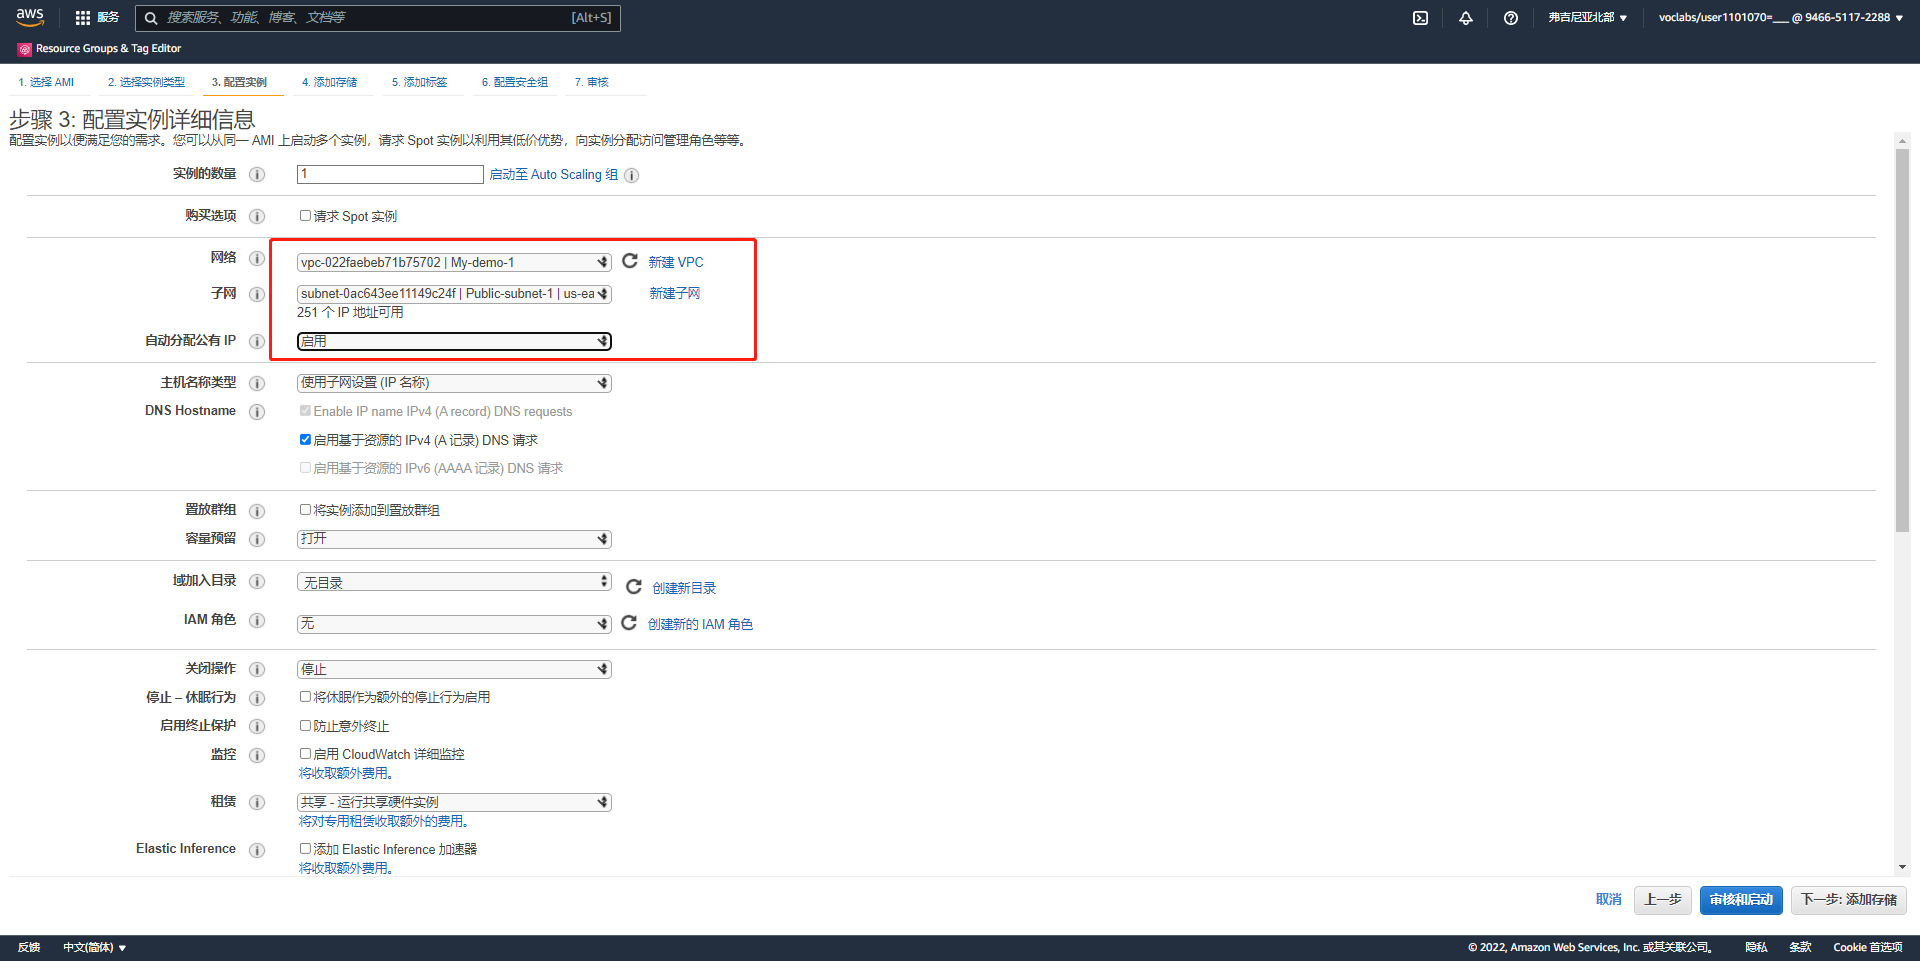 aws
服务
搜索服务、功能、博客、文档等
[Alt+S]
弗吉尼亚北部
voclabs/user1101070=___ @ 9466-5117-2288
Resource Groups & Tag Editor
1. 选择 AMI
2. 选择实例类型
3. 配置实例
4. 添加存储
5. 添加标签
6. 配置安全组
7. 审核
步骤 3: 配置实例详细信息
配置实例以便满足您的需求。您可以从同一 AMI 上启动多个实例，请求 Spot 实例以利用其低价优势，向实例分配访问管理角色等等。
实例的数量
1
启动至 Auto Scaling 组
购买选项
请求 Spot 实例
网络
vpc-022faebeb71b75702 | My-demo-1
新建 VPC
子网
subnet-0ac643ee11149c24f | Public-subnet-1 | us-ea
新建子网
251 个 IP 地址可用
自动分配公有 IP
启用
主机名称类型
使用子网设置 (IP 名称)
DNS Hostname
Enable IP name IPv4 (A record) DNS requests
启用基于资源的 IPv4 (A 记录) DNS 请求
启用基于资源的 IPv6 (AAAA 记录) DNS 请求
置放群组
将实例添加到置放群组
容量预留
打开
域加入目录
无目录
创建新目录
IAM 角色
无
创建新的 IAM 角色
关闭操作
停止
停止 – 休眠行为
将休眠作为额外的停止行为启用
启用终止保护
防止意外终止
监控
启用 CloudWatch 详细监控
将收取额外费用。
租赁
共享 - 运行共享硬件实例
将对专用租赁收取额外的费用。
Elastic Inference
添加 Elastic Inference 加速器
将收取额外费用。
取消
上一步
审核和启动
下一步: 添加存储
反馈
中文(简体)
© 2022, Amazon Web Services, Inc. 或其关联公司。
隐私
条款
Cookie 首选项